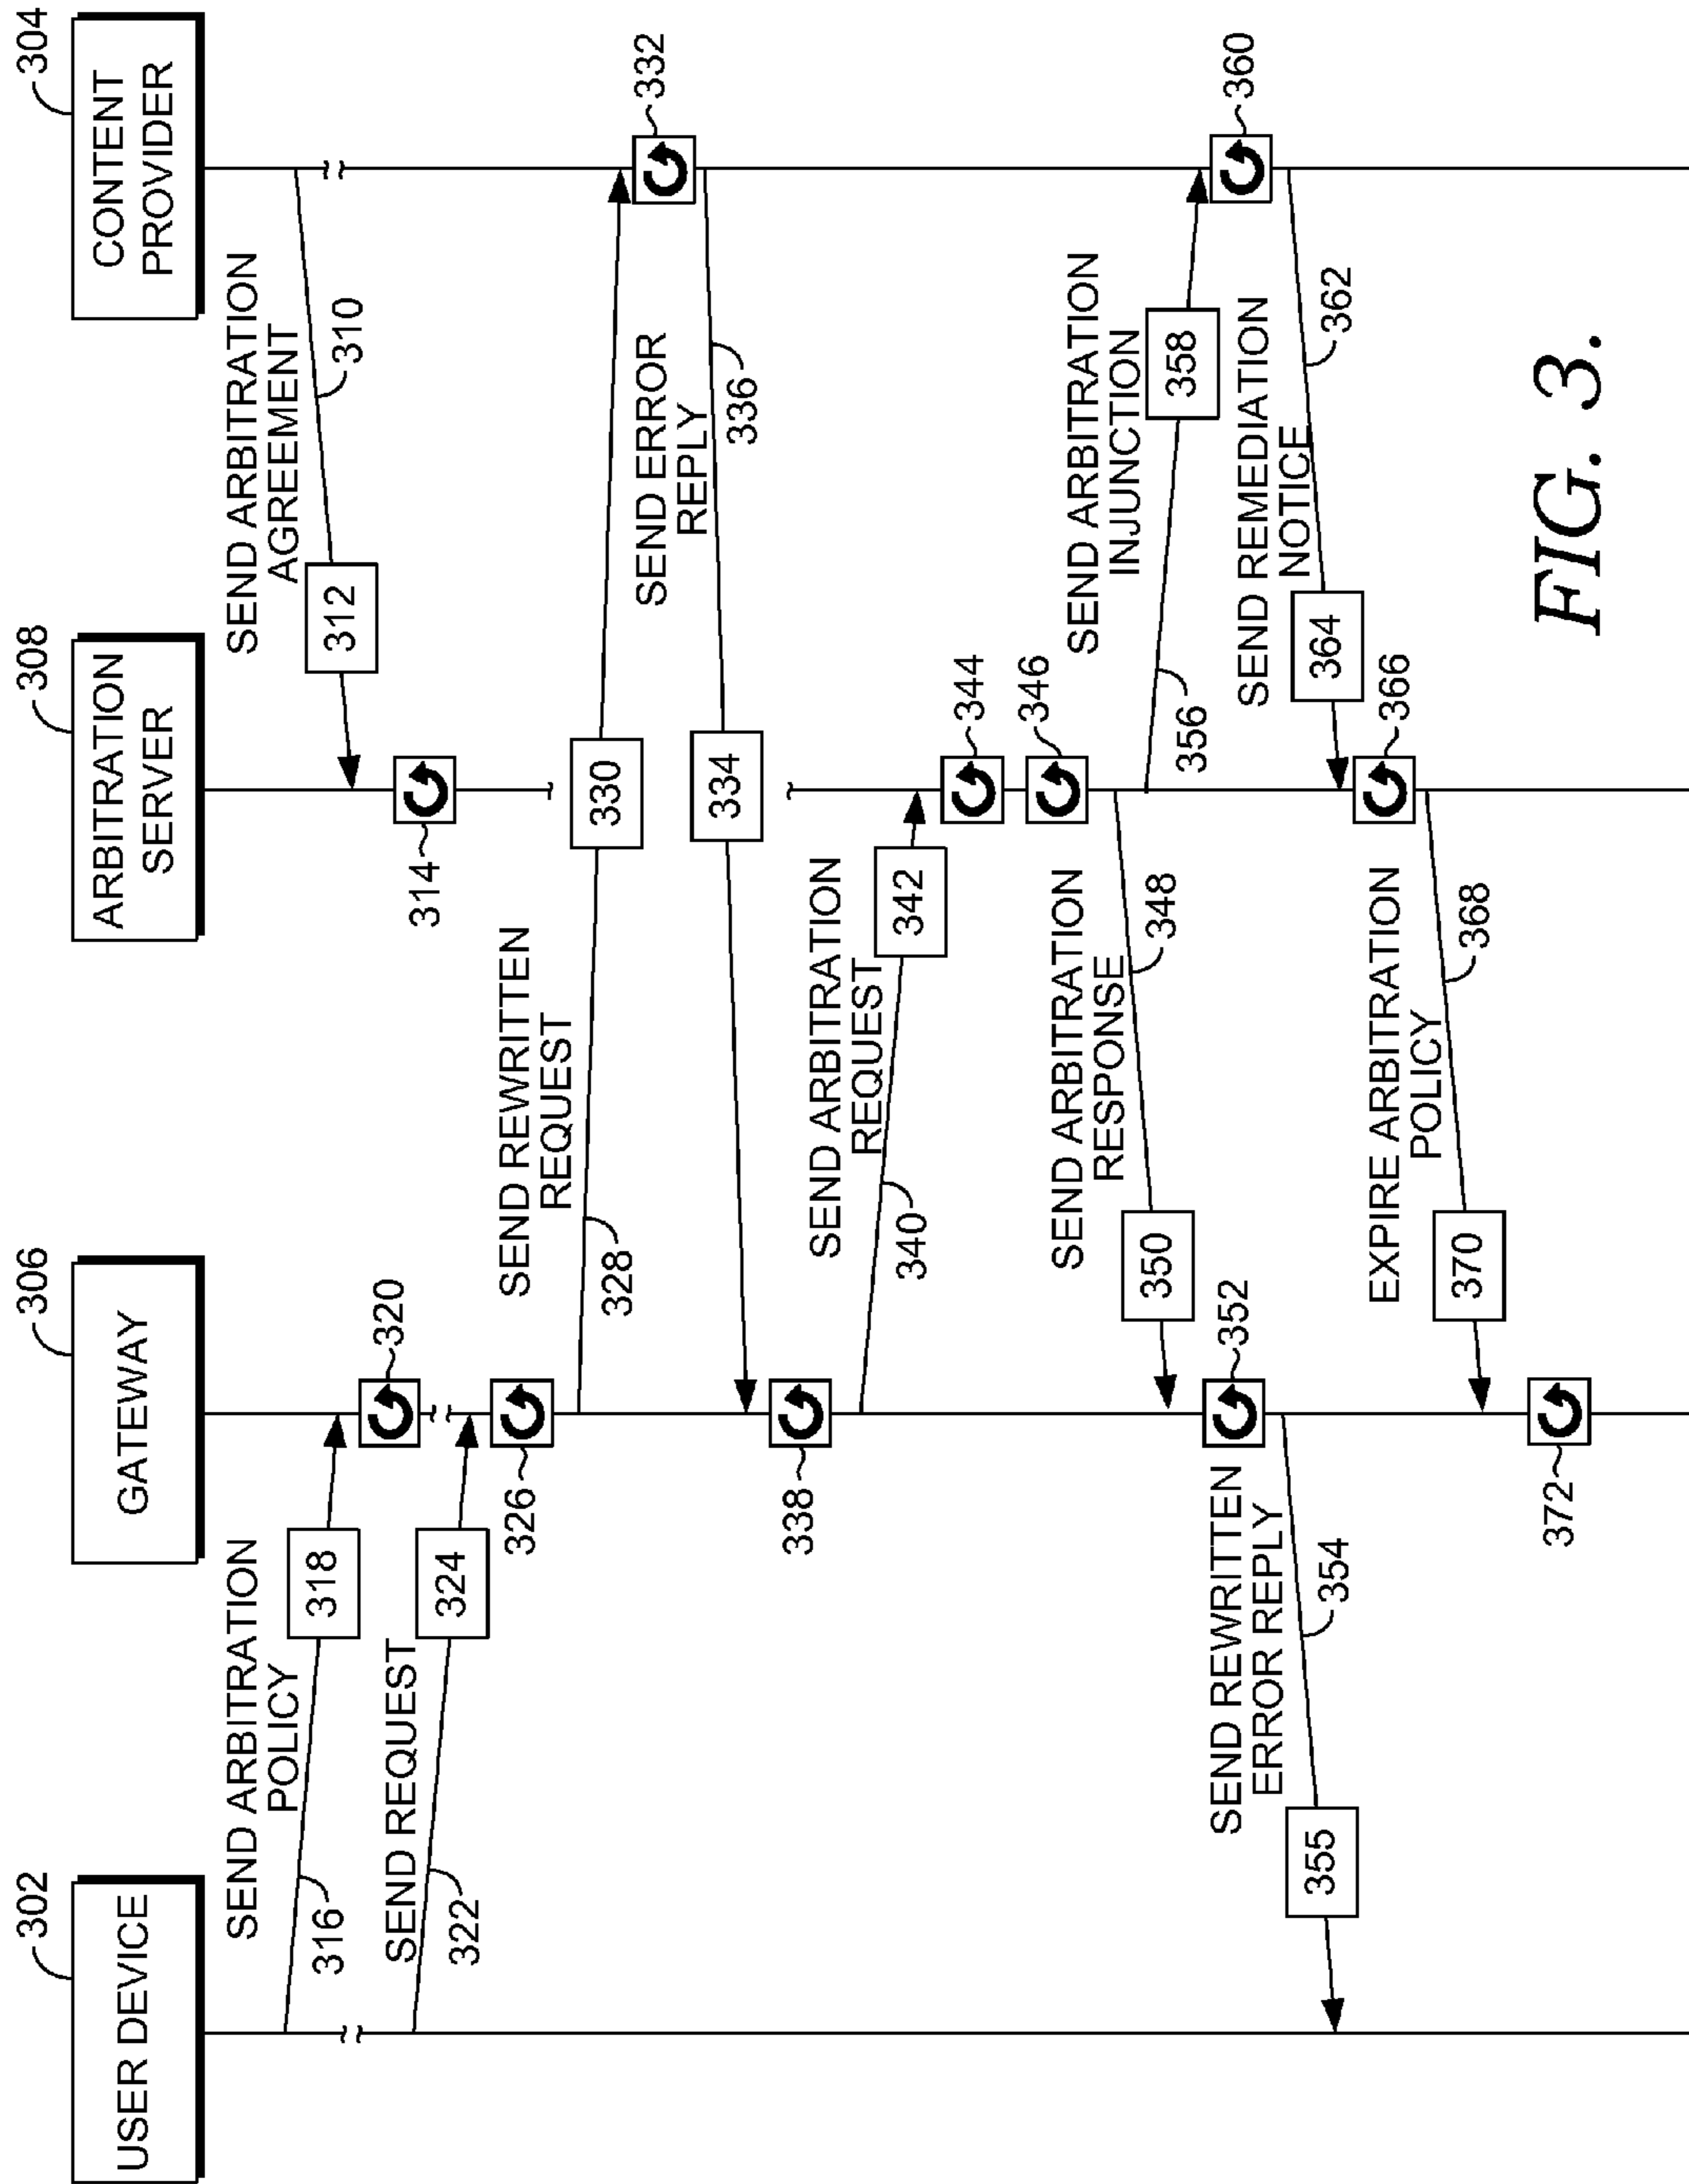 302
306
308
304
USER DEVICE
GATEWAY
ARBITRATION
SERVER
CONTENT
PROVIDER
SEND ARBITRATION
AGREEMENT
310
312
314
SEND ARBITRATION
POLICY
316
318
320
SEND REQUEST
322
324
326
SEND REWRITTEN
REQUEST
328
330
332
SEND ERROR
REPLY
334
336
338
SEND ARBITRATION
REQUEST
340
342
344
346
SEND ARBITRATION
RESPONSE
348
350
352
SEND REWRITTEN
ERROR REPLY
354
355
SEND ARBITRATION
INJUNCTION
356
358
360
SEND REMEDIATION
NOTICE
362
364
366
EXPIRE ARBITRATION
POLICY
368
370
372
FIG. 3.